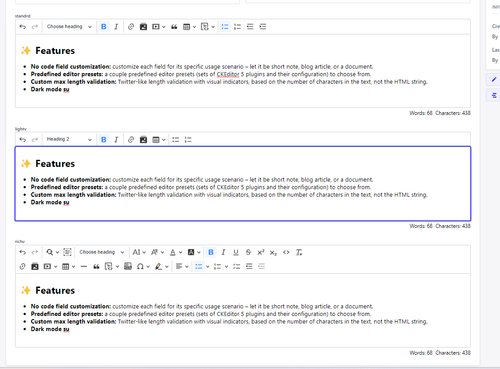 standrd
Choose heading
B I
✨ Features
No code field customization: customize each field for its specific usage scenario – let it be short note, blog article, or a document.
Predefined editor presets: a couple predefined editor presets (sets of CKEditor 5 plugins and their configuration) to choose from.
Custom max length validation: Twitter-like length validation with visual indicators, based on the number of characters in the text, not the HTML string.
Dark mode su
Words: 68 Characters: 438
lighto
Heading 2
B I
✨ Features
No code field customization: customize each field for its specific usage scenario – let it be short note, blog article, or a document.
Predefined editor presets: a couple predefined editor presets (sets of CKEditor 5 plugins and their configuration) to choose from.
Custom max length validation: Twitter-like length validation with visual indicators, based on the number of characters in the text, not the HTML string.
Dark mode su
Words: 68 Characters: 438
Choose heading
B I U S
✨ Features
No code field customization: customize each field for its specific usage scenario – let it be short note, blog article, or a document.
Predefined editor presets: a couple predefined editor presets (sets of CKEditor 5 plugins and their configuration) to choose from.
Custom max length validation: Twitter-like length validation with visual indicators, based on the number of characters in the text, not the HTML string.
Dark mode su
Words: 68 Characters: 438
By
By